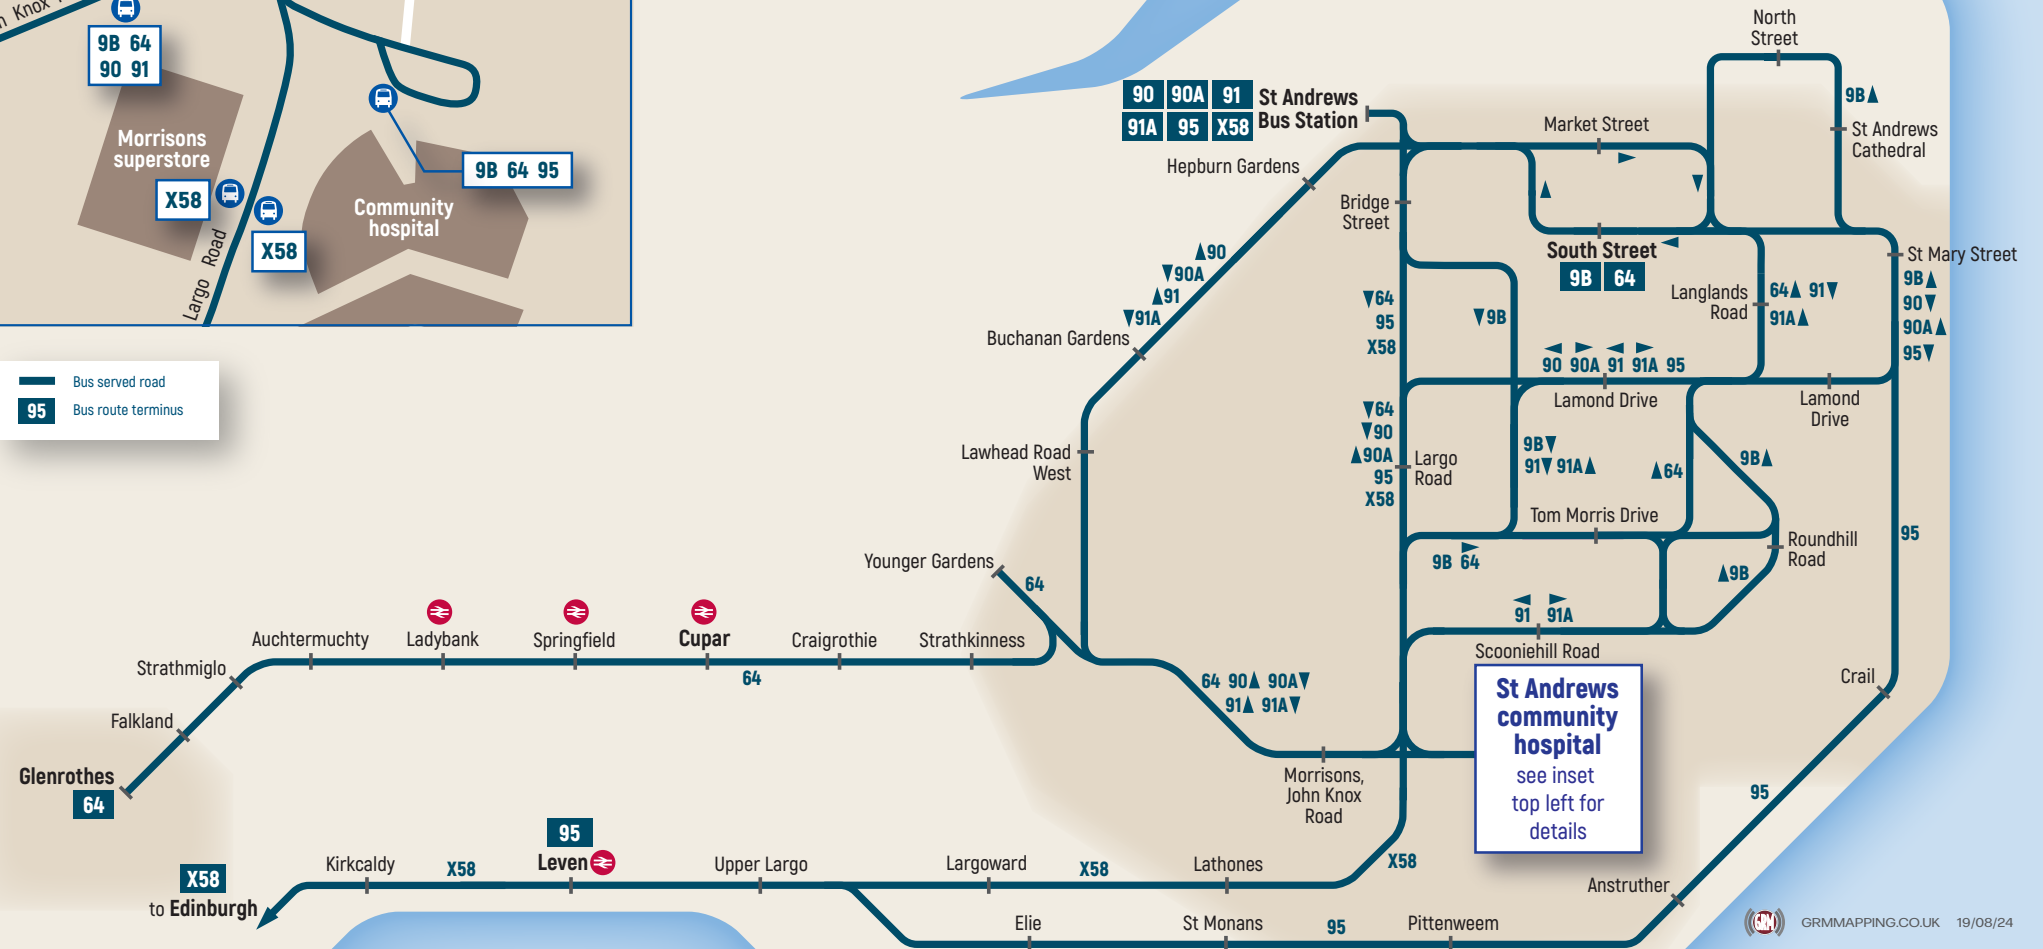 n Knox
9B 64
90 91
Morrisons
superstore
X58
X58
Largo Road
9B 64 95
Community
hospital
Bus served road
95 Bus route terminus
90 90A 91
91A 95 X58
St Andrews
Bus Station
Hepburn Gardens
▲90
▼90A
▲91
▼91A
Buchanan Gardens
Lawhead Road
West
Younger Gardens
64
Bridge
Street
▼64
95
X58
▼64
▼90
▲90A
95
X58
Largo
Road
Market Street
►
▲
▼
South Street ◄
9B 64
North
Street
9B▲
St Andrews
Cathedral
St Mary Street
9B▲
90▼
90A▲
95▼
Langlands
Road
64▲ 91▼
91A▲
▼9B
◄ ► ◄ ►
90 90A 91 91A 95
Lamond Drive
Lamond
Drive
9B▼
91▼ 91A▲
▲64
9B▲
Tom Morris Drive
►
9B 64
Roundhill
Road
▲9B
95
◄ ►
91 91A
Scooniehill Road
St Andrews
community
hospital
see inset
top left for
details
Crail
95
Anstruther
64 90▲ 90A▼
91▲ 91A▼
Morrisons,
John Knox
Road
Auchtermuchty
Ladybank
Springfield
Cupar
Craigrothie
Strathkinness
64
Strathmiglo
Falkland
Glenrothes
64
X58
to Edinburgh
Kirkcaldy
X58
95
Leven
Upper Largo
Largoward
X58
Lathones
X58
Elie
St Monans
95
Pittenweem
GRM
GRMMAPPING.CO.UK 19/08/24